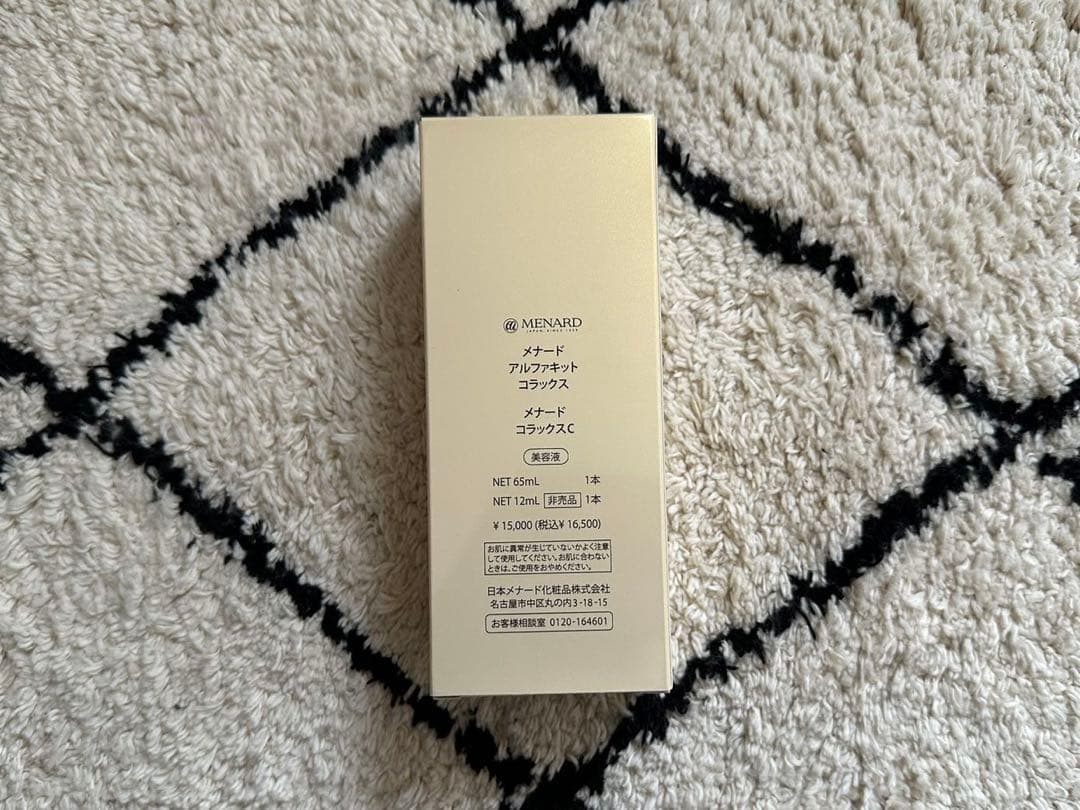 MENARD
JAPAN, SINCE 1959
メナード
アルファキット
コラックス
メナード
コラックスC
美容液
NET 65mL 1本
NET 12mL 非売品 1本
¥15,000 (税込¥16,500)
お肌に異常が生じていないかよく注意
して使用してください。お肌に合わない
ときは、ご使用をおやめください。
日本メナード化粧品株式会社
名古屋市中区丸の内3-18-15
お客様相談室 0120-164601